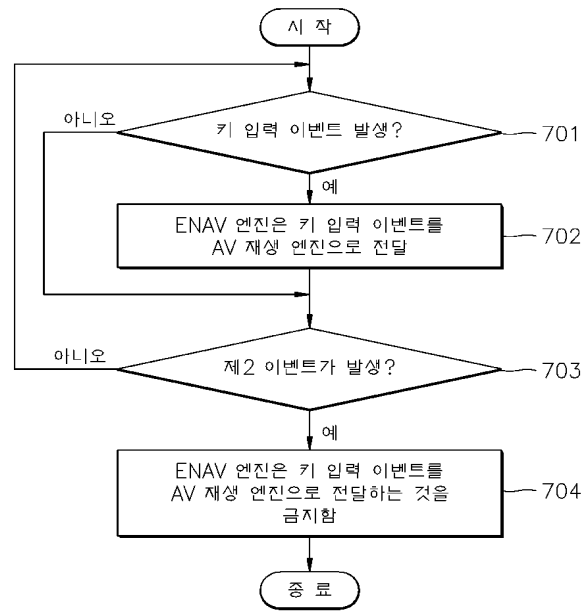 시 작
키 입력 이벤트 발생?
701
아니오
예
ENAV 엔진은 키 입력 이벤트를
AV 재생 엔진으로 전달
702
제2 이벤트가 발생?
703
아니오
예
ENAV 엔진은 키 입력 이벤트를
AV 재생 엔진으로 전달하는 것을
금지함
704
종 료